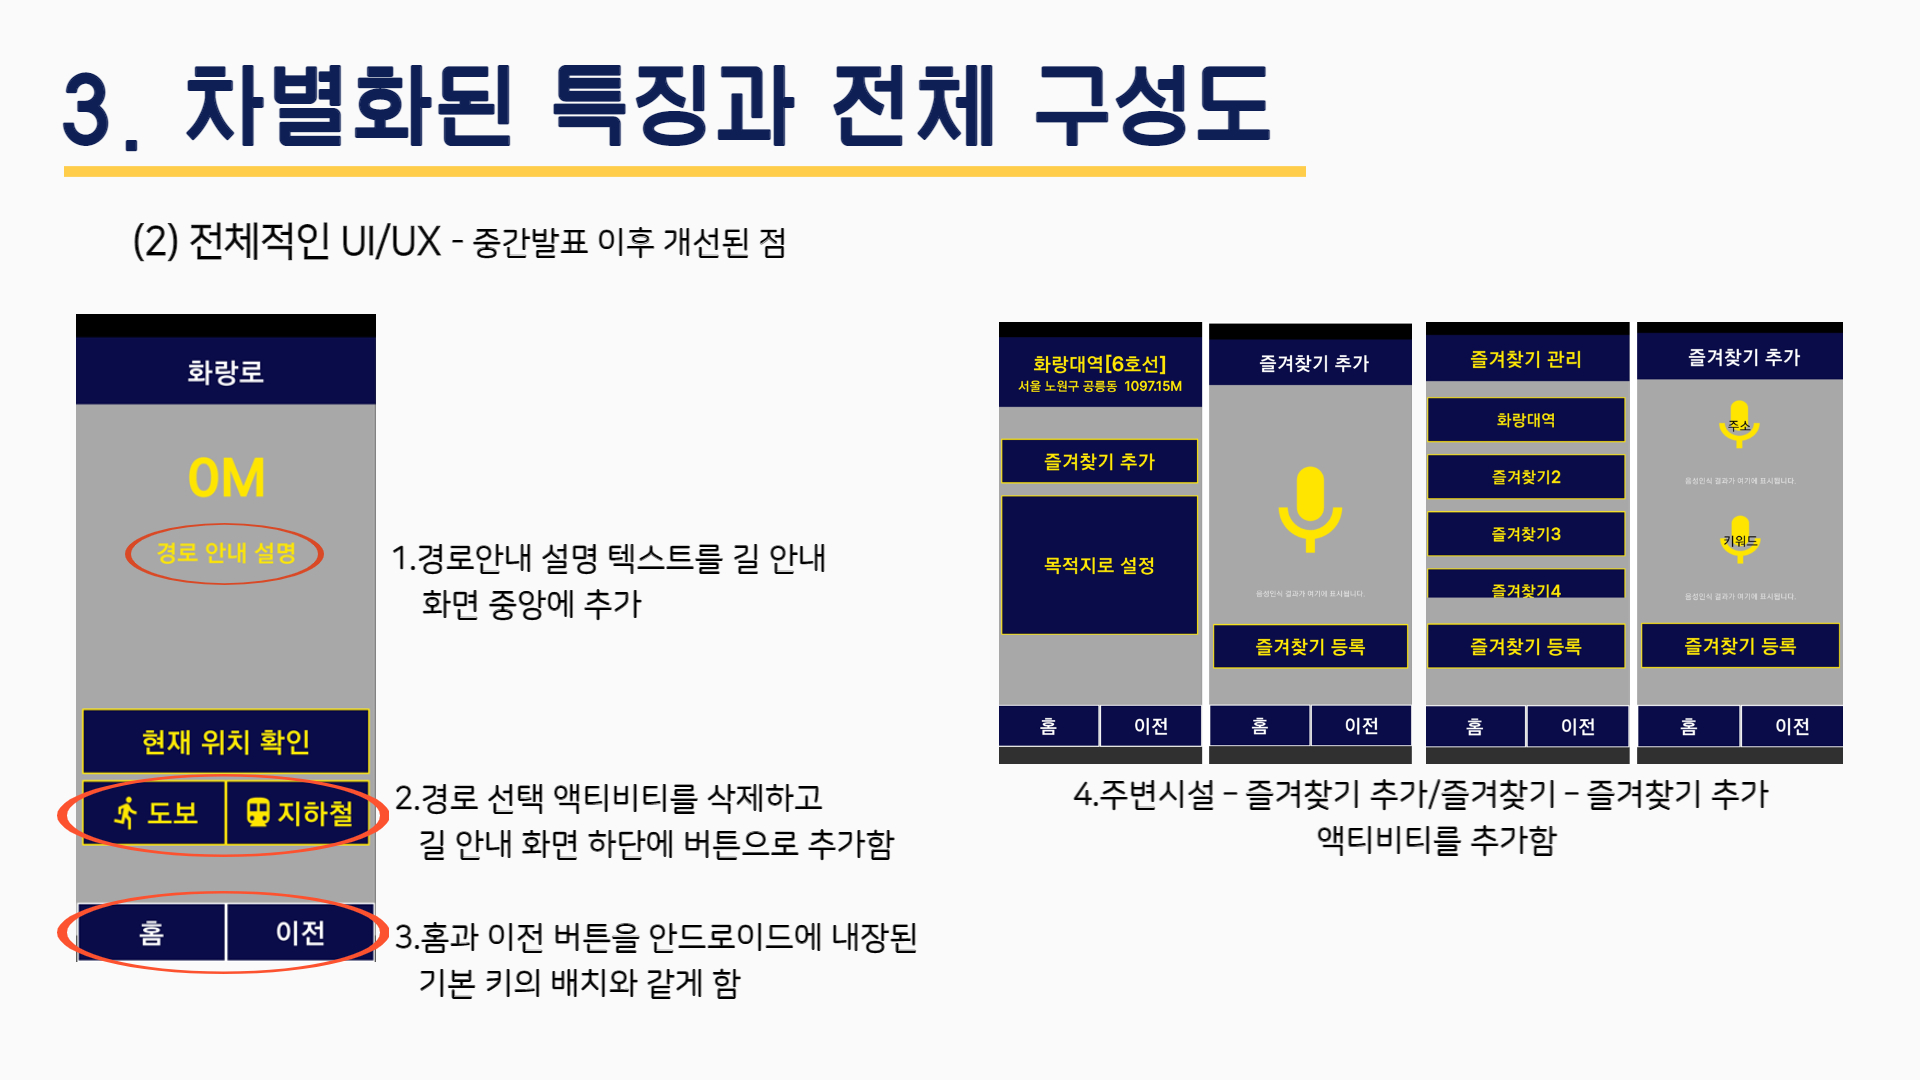 3. 차별화된 특징과 전체 구성도
(2) 전체적인 UI/UX - 중간발표 이후 개선된 점
화랑로
0M
경로 안내 설명
현재 위치 확인
도보
지하철
홈
이전
1.경로안내 설명 텍스트를 길 안내
화면 중앙에 추가
2.경로 선택 액티비티를 삭제하고
길 안내 화면 하단에 버튼으로 추가함
3.홈과 이전 버튼을 안드로이드에 내장된
기본 키의 배치와 같게 함
화랑대역[6호선]
서울 노원구 공릉동 1097.15M
즐겨찾기 추가
목적지로 설정
홈
이전
즐겨찾기 추가
음성인식 결과가 여기에 표시됩니다.
즐겨찾기 등록
홈
이전
즐겨찾기 관리
화랑대역
즐겨찾기2
즐겨찾기3
즐겨찾기4
즐겨찾기 등록
홈
이전
즐겨찾기 추가
주소
음성인식 결과가 여기에 표시됩니다.
키워드
음성인식 결과가 여기에 표시됩니다.
즐겨찾기 등록
홈
이전
4.주변시설 - 즐겨찾기 추가/즐겨찾기 - 즐겨찾기 추가
액티비티를 추가함